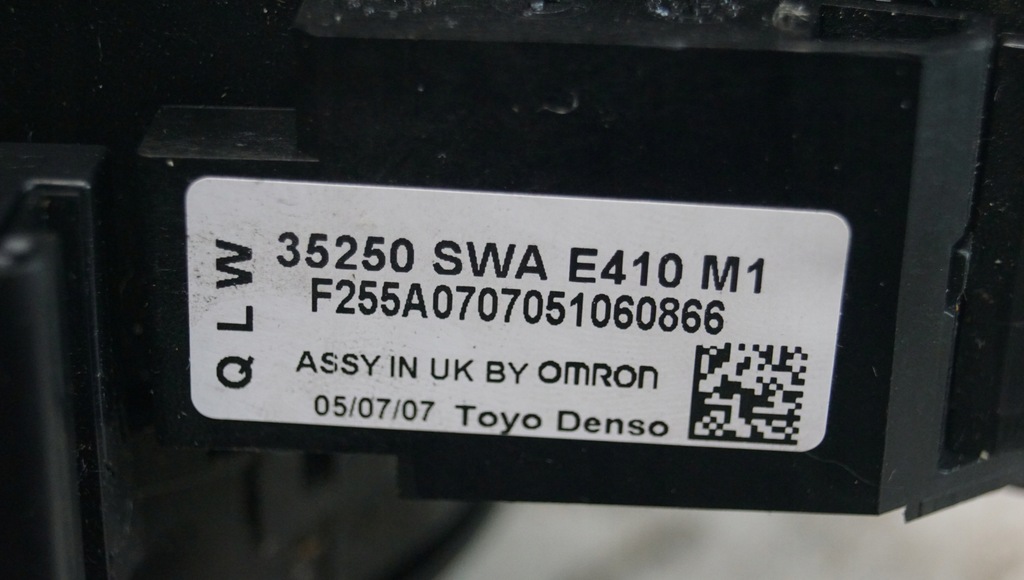 QLW
35250 SWA E410 M1
F255A0707051060866
ASSY IN UK BY OMRON
05/07/07 Toyo Denso